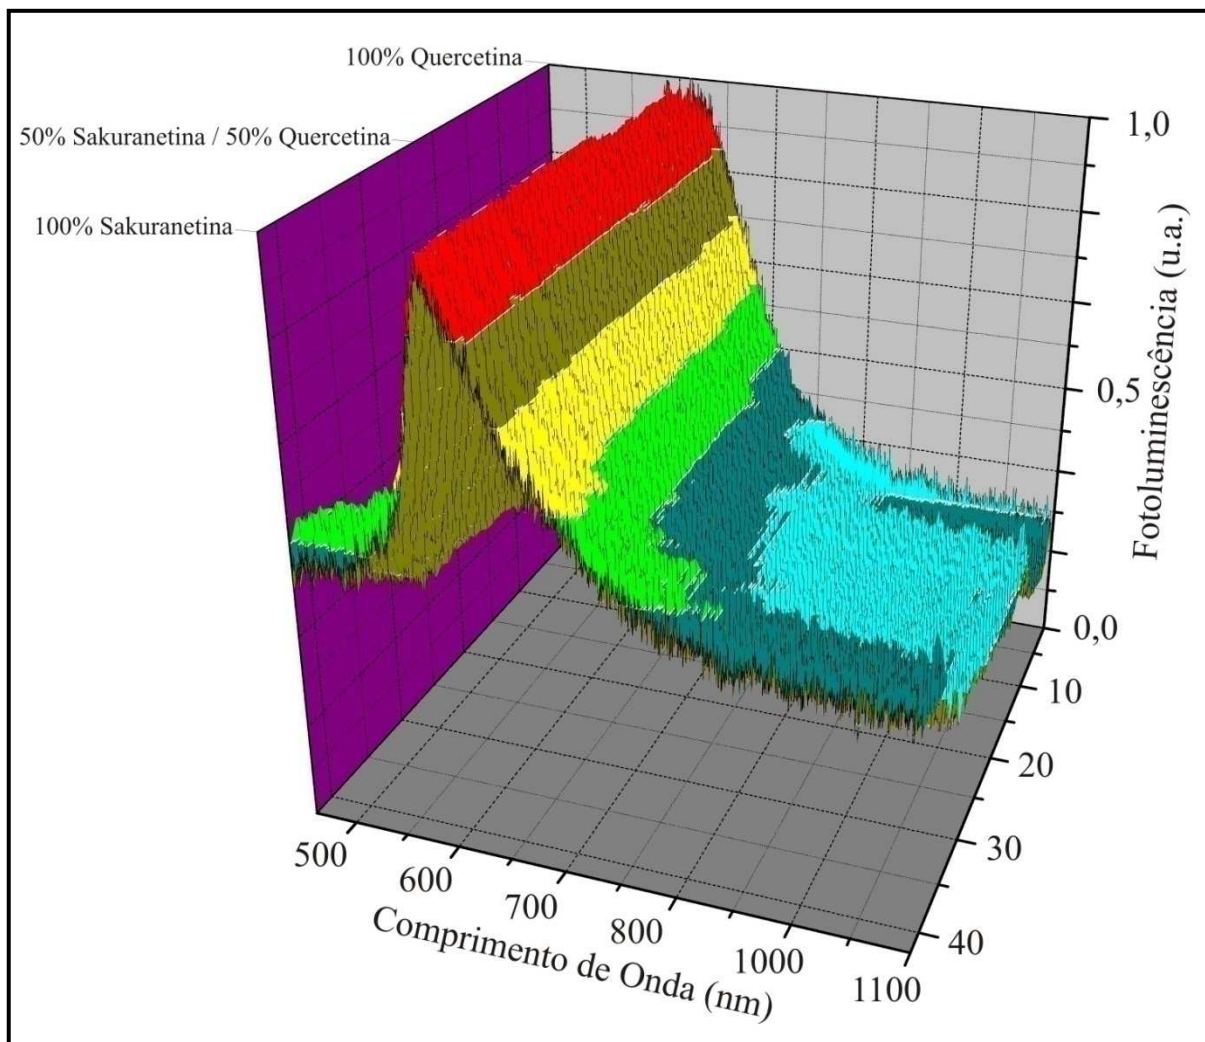 100% Quercetina
50% Sakuranetina / 50% Quercetina
100% Sakuranetina
1,0
0,5
0,0
Fotoluminescência (u.a.)
10
20
30
40
500
600
700
800
1000
1100
Comprimento de Onda (nm)